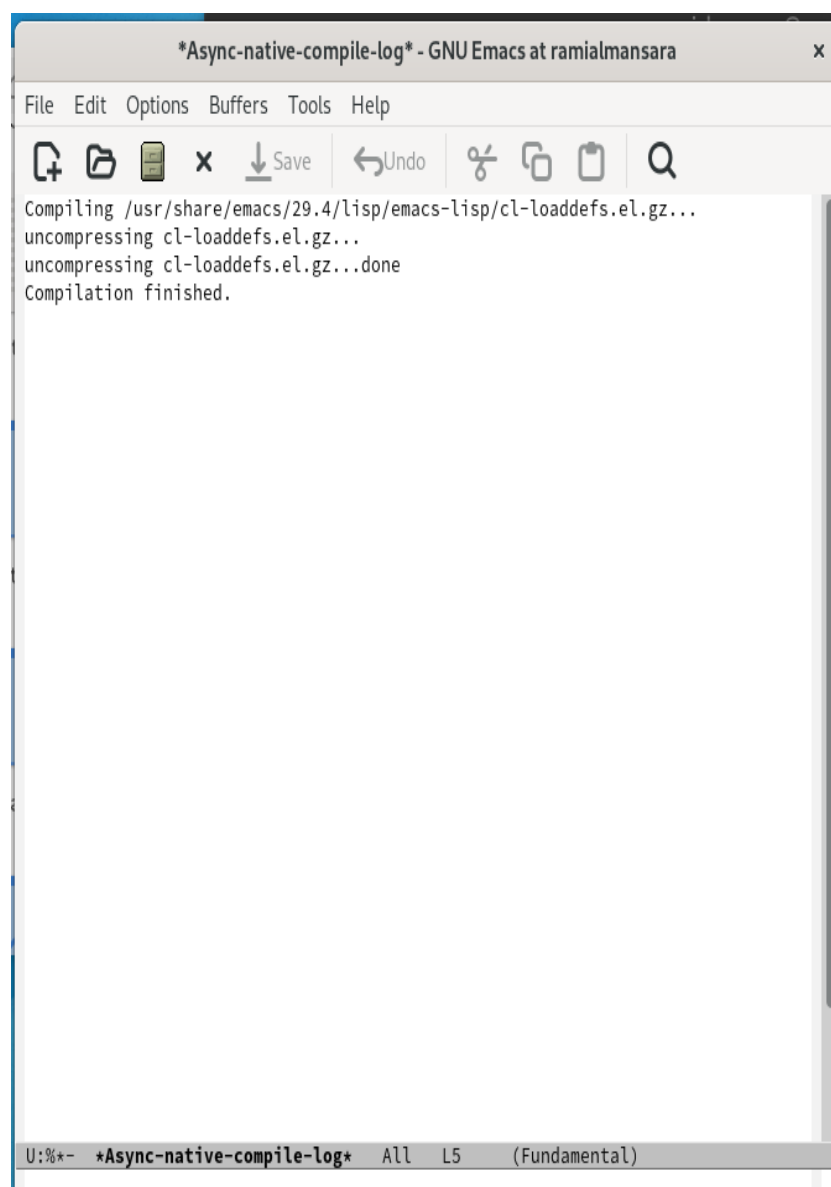 *Async-native-compile-log* - GNU Emacs at ramialmansara
File Edit Options Buffers Tools Help
Save Undo
Compiling /usr/share/emacs/29.4/lisp/emacs-lisp/cl-loaddefs.el.gz...
uncompressing cl-loaddefs.el.gz...
uncompressing cl-loaddefs.el.gz...done
Compilation finished.
U:%*- *Async-native-compile-log* All L5 (Fundamental)